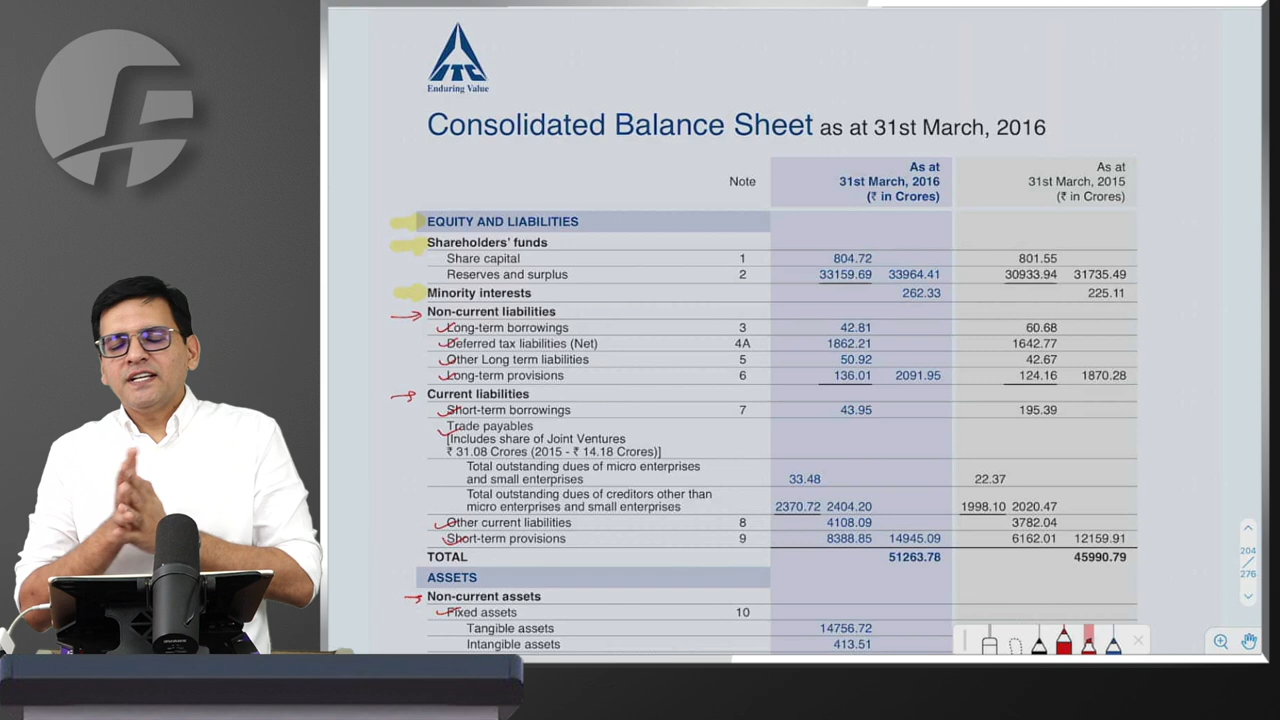 ITC
Enduring Value
Consolidated Balance Sheet as at 31st March, 2016
Note
As at
31st March, 2016
(₹ in Crores)
As at
31st March, 2015
(₹ in Crores)
EQUITY AND LIABILITIES
Shareholders' funds
Share capital 1 804.72 801.55
Reserves and surplus 2 33159.69 33964.41 30933.94 31735.49
Minority interests 262.33 225.11
Non-current liabilities
Long-term borrowings 3 42.81 60.68
Deferred tax liabilities (Net) 4A 1862.21 1642.77
Other Long term liabilities 5 50.92 42.67
Long-term provisions 6 136.01 2091.95 124.16 1870.28
Current liabilities
Short-term borrowings 7 43.95 195.39
Trade payables
[Includes share of Joint Ventures
₹ 31.08 Crores (2015 - ₹ 14.18 Crores)]
Total outstanding dues of micro enterprises
and small enterprises 33.48 22.37
Total outstanding dues of creditors other than
micro enterprises and small enterprises 2370.72 2404.20 1998.10 2020.47
Other current liabilities 8 4108.09 3782.04
Short-term provisions 9 8388.85 14945.09 6162.01 12159.91
TOTAL 51263.78 45990.79
ASSETS
Non-current assets
Fixed assets 10
Tangible assets 14756.72
Intangible assets 413.51
204
276